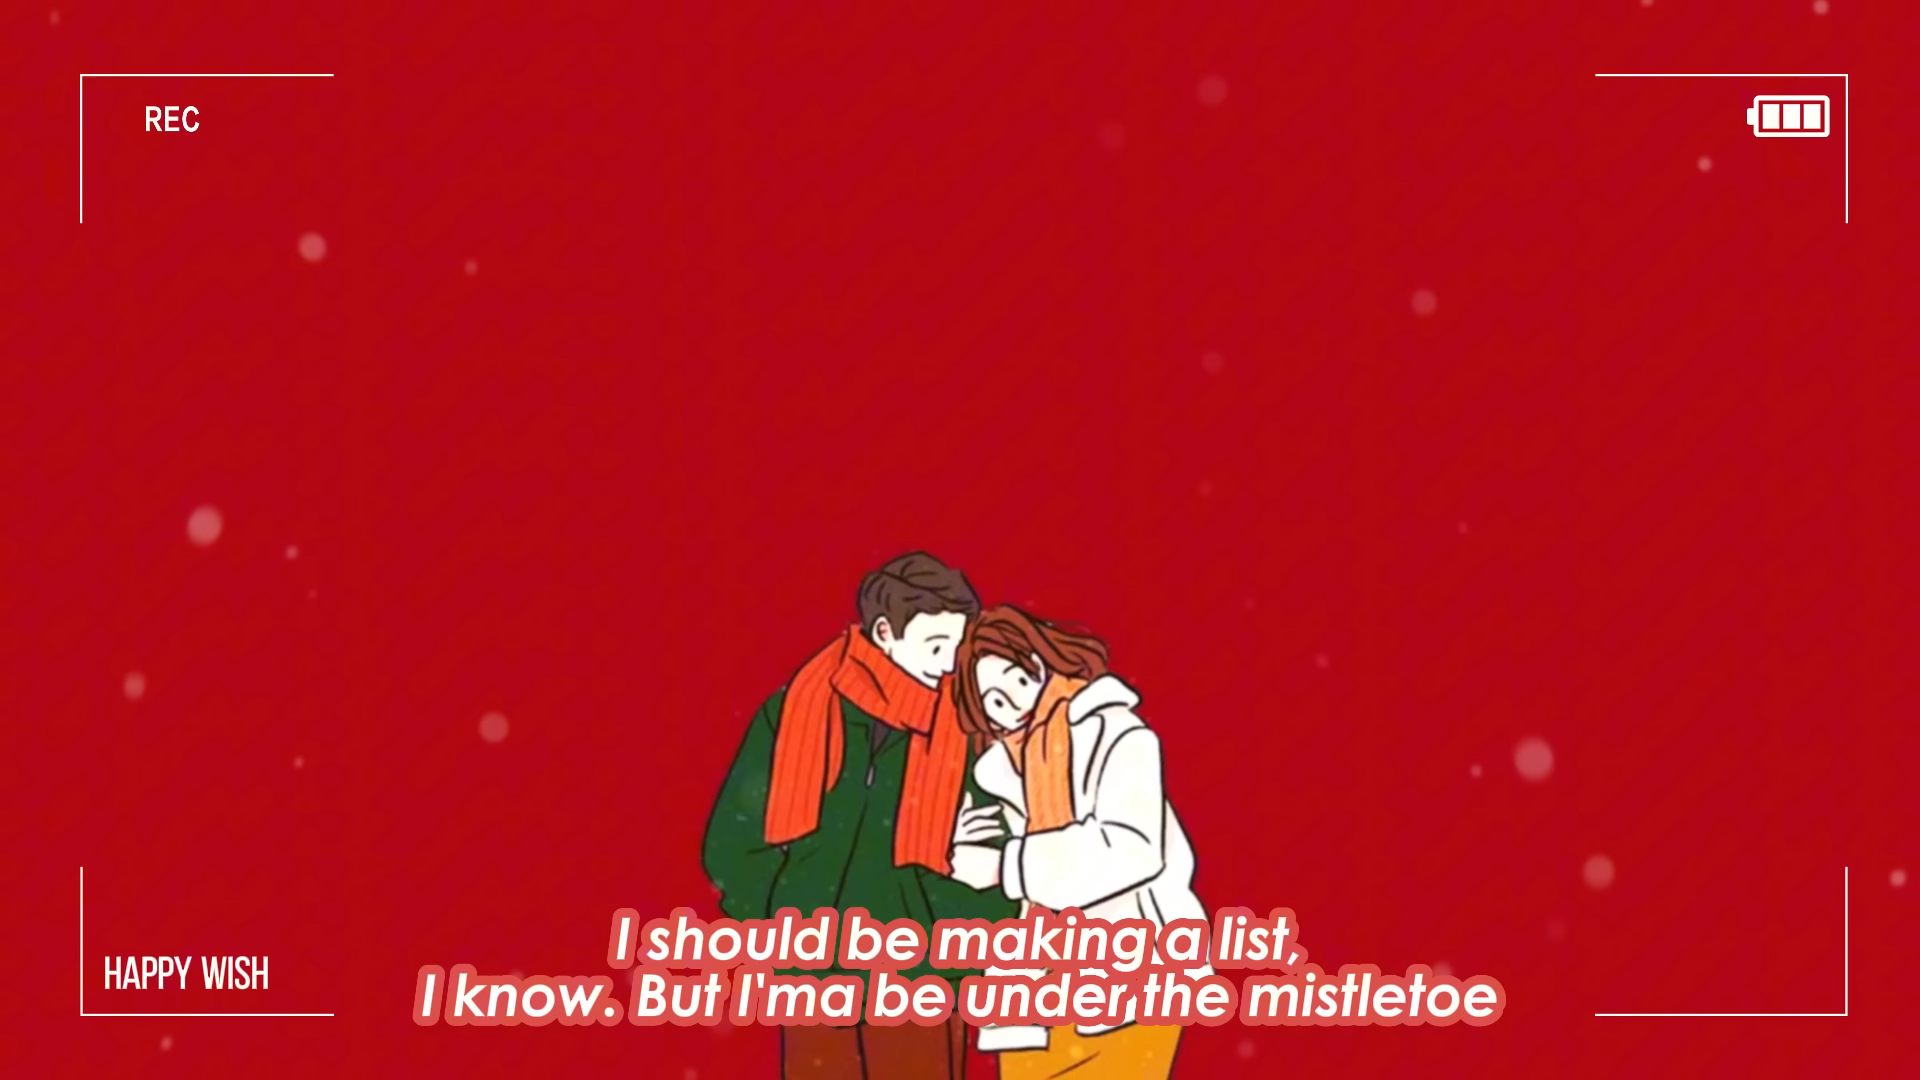 REC
HAPPY WISH
I should be making a list,
I know. But I'ma be under the mistletoe